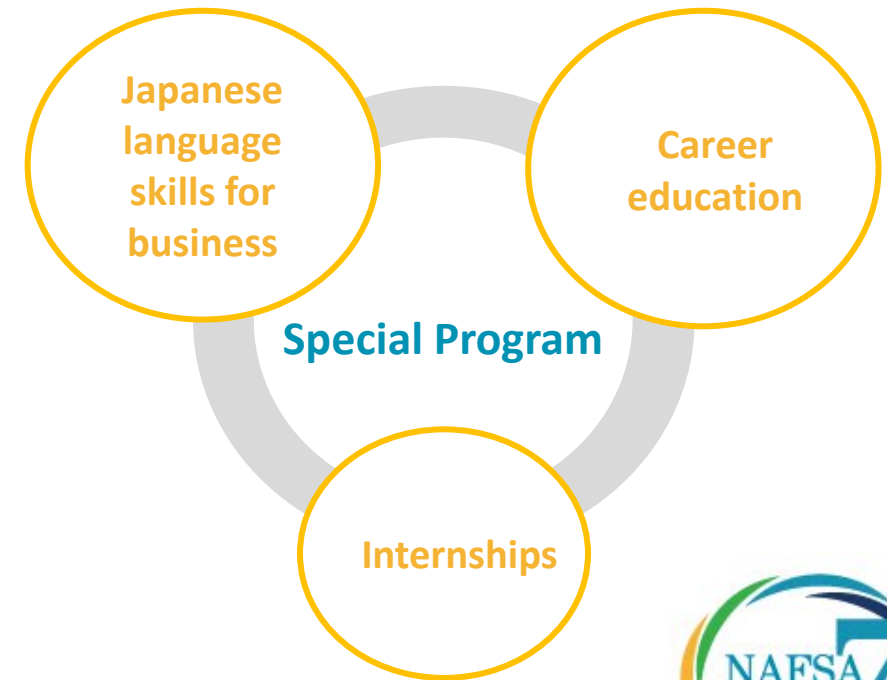 Japanese
language
skills for
business
Career
education
Special Program
Internships
NAFSA